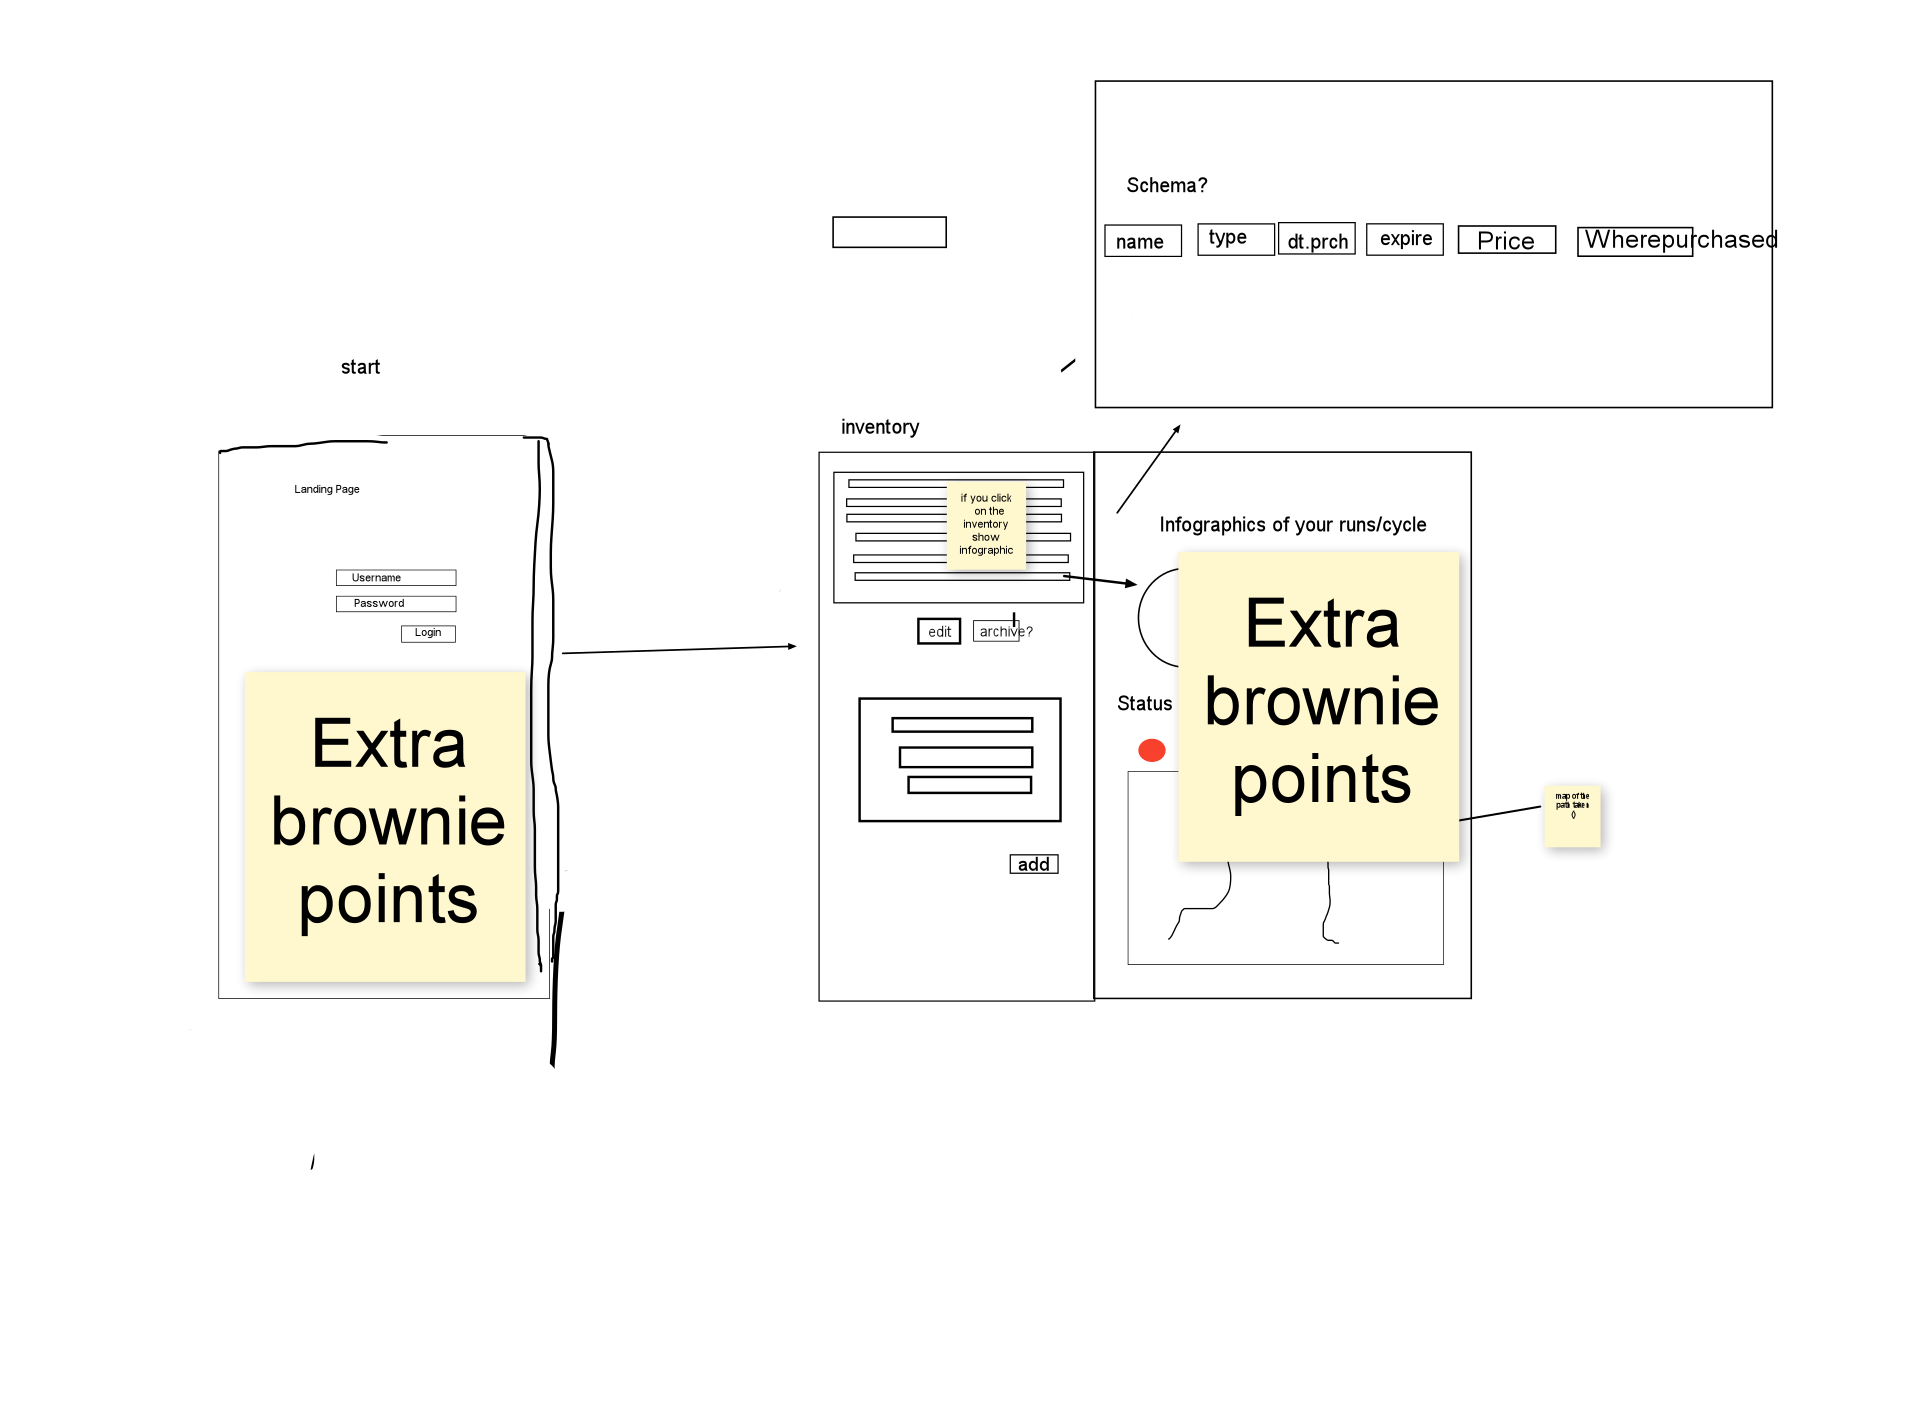 Schema?
name
type
dt.prch
expire
Price
Wherepurchased
start
inventory
Landing Page
Username
Password
Login
Extra
brownie
points
if you click
on the
inventory
show
infographic
edit
archive?
add
Infographics of your runs/cycle
Status
Extra
brownie
points
map of the
path taken
()